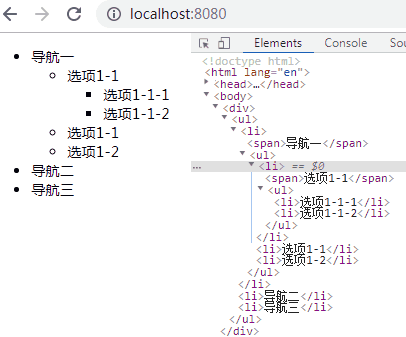 localhost:8080
导航一
选项1-1
选项1-1-1
选项1-1-2
选项1-1
选项1-2
导航二
导航三
Elements Console Sources
<!doctype html>
<html lang="en">
<head>…</head>
<body>
<div>
<ul>
<li>
<span>导航一</span>
<ul>
… <li> == $0
<span>选项1-1</span>
<ul>
<li>选项1-1-1</li>
<li>选项1-1-2</li>
</ul>
</li>
<li>选项1-1</li>
<li>选项1-2</li>
</ul>
</li>
<li>导航二</li>
<li>导航三</li>
</ul>
</div>